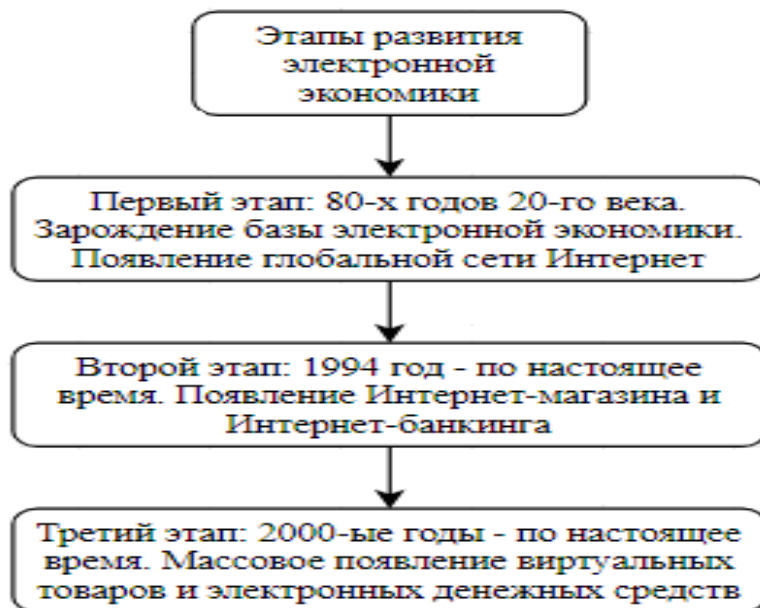 Этапы развития
электронной
экономики
Первый этап: 80-х годов 20-го века.
Зарождение базы электронной экономики.
Появление глобальной сети Интернет
Второй этап: 1994 год - по настоящее
время. Появление Интернет-магазина и
Интернет-банкинга
Третий этап: 2000-ые годы - по настоящее
время. Массовое появление виртуальных
товаров и электронных денежных средств